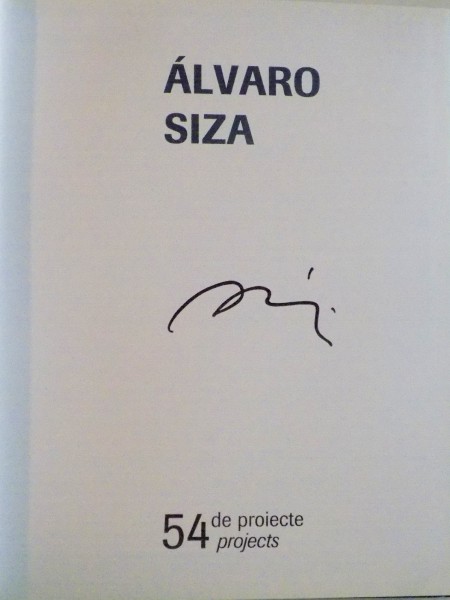 ÁLVARO
SIZA
54 de proiecte
projects